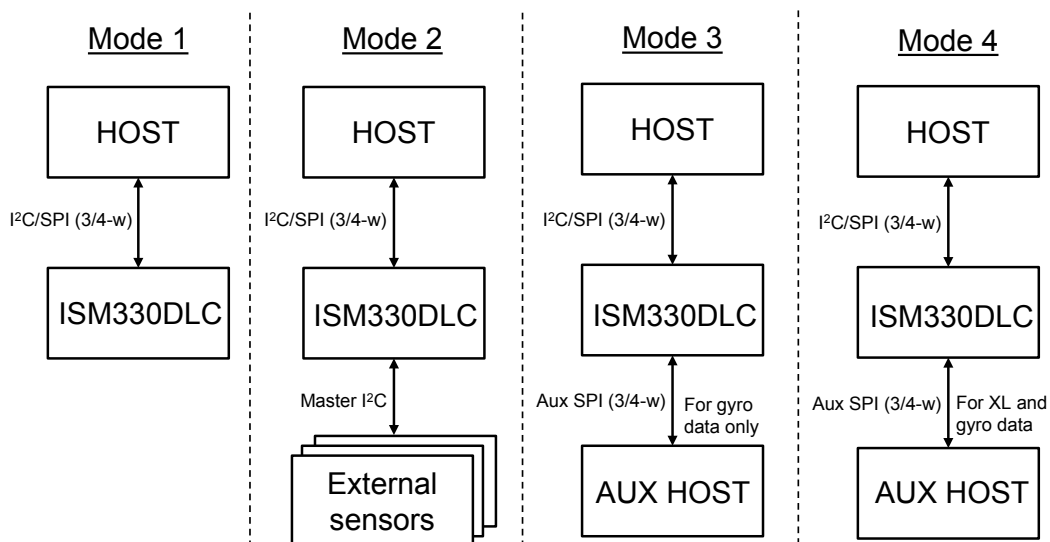 Mode 1
HOST
I²C/SPI (3/4-w)
ISM330DLC
Mode 2
HOST
I²C/SPI (3/4-w)
ISM330DLC
Master I²C
External
sensors
Mode 3
HOST
I²C/SPI (3/4-w)
ISM330DLC
Aux SPI (3/4-w)
For gyro
data only
AUX HOST
Mode 4
HOST
I²C/SPI (3/4-w)
ISM330DLC
Aux SPI (3/4-w)
For XL and
gyro data
AUX HOST